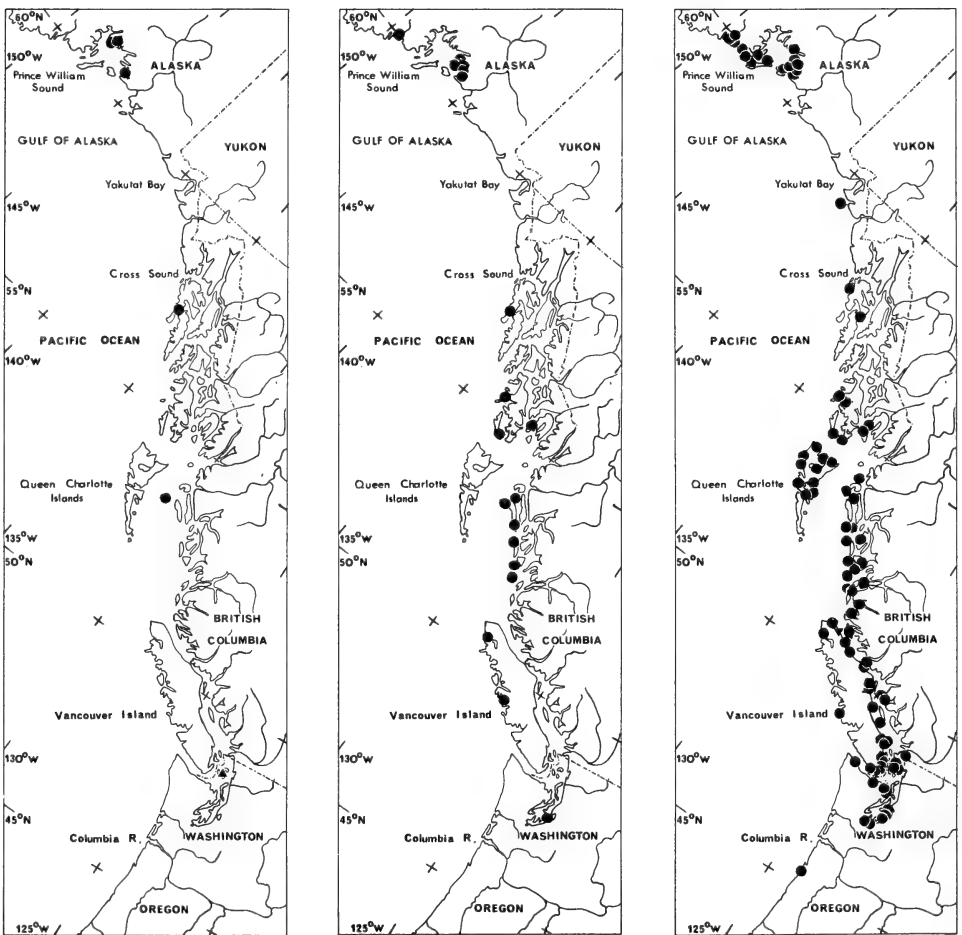 60°N
150°W
ALASKA
Prince William
Sound
GULF OF ALASKA
YUKON
Yakutat Bay
145°W
Cross Sound
55°N
PACIFIC OCEAN
140°W
Queen Charlotte
Islands
135°W
50°N
BRITISH
COLUMBIA
Vancouver Island
130°W
45°N
Columbia R.
WASHINGTON
OREGON
125°W
60°N
150°W
ALASKA
Prince William
Sound
GULF OF ALASKA
YUKON
Yakutat Bay
145°W
Cross Sound
55°N
PACIFIC OCEAN
140°W
Queen Charlotte
Islands
135°W
50°N
BRITISH
COLUMBIA
Vancouver Island
130°W
45°N
Columbia R.
WASHINGTON
OREGON
125°W
60°N
150°W
ALASKA
Prince William
Sound
GULF OF ALASKA
YUKON
Yakutat Bay
145°W
Cross Sound
55°N
PACIFIC OCEAN
140°W
Queen Charlotte
Islands
135°W
50°N
BRITISH
COLUMBIA
Vancouver Island
130°W
45°N
Columbia R.
WASHINGTON
OREGON
125°W